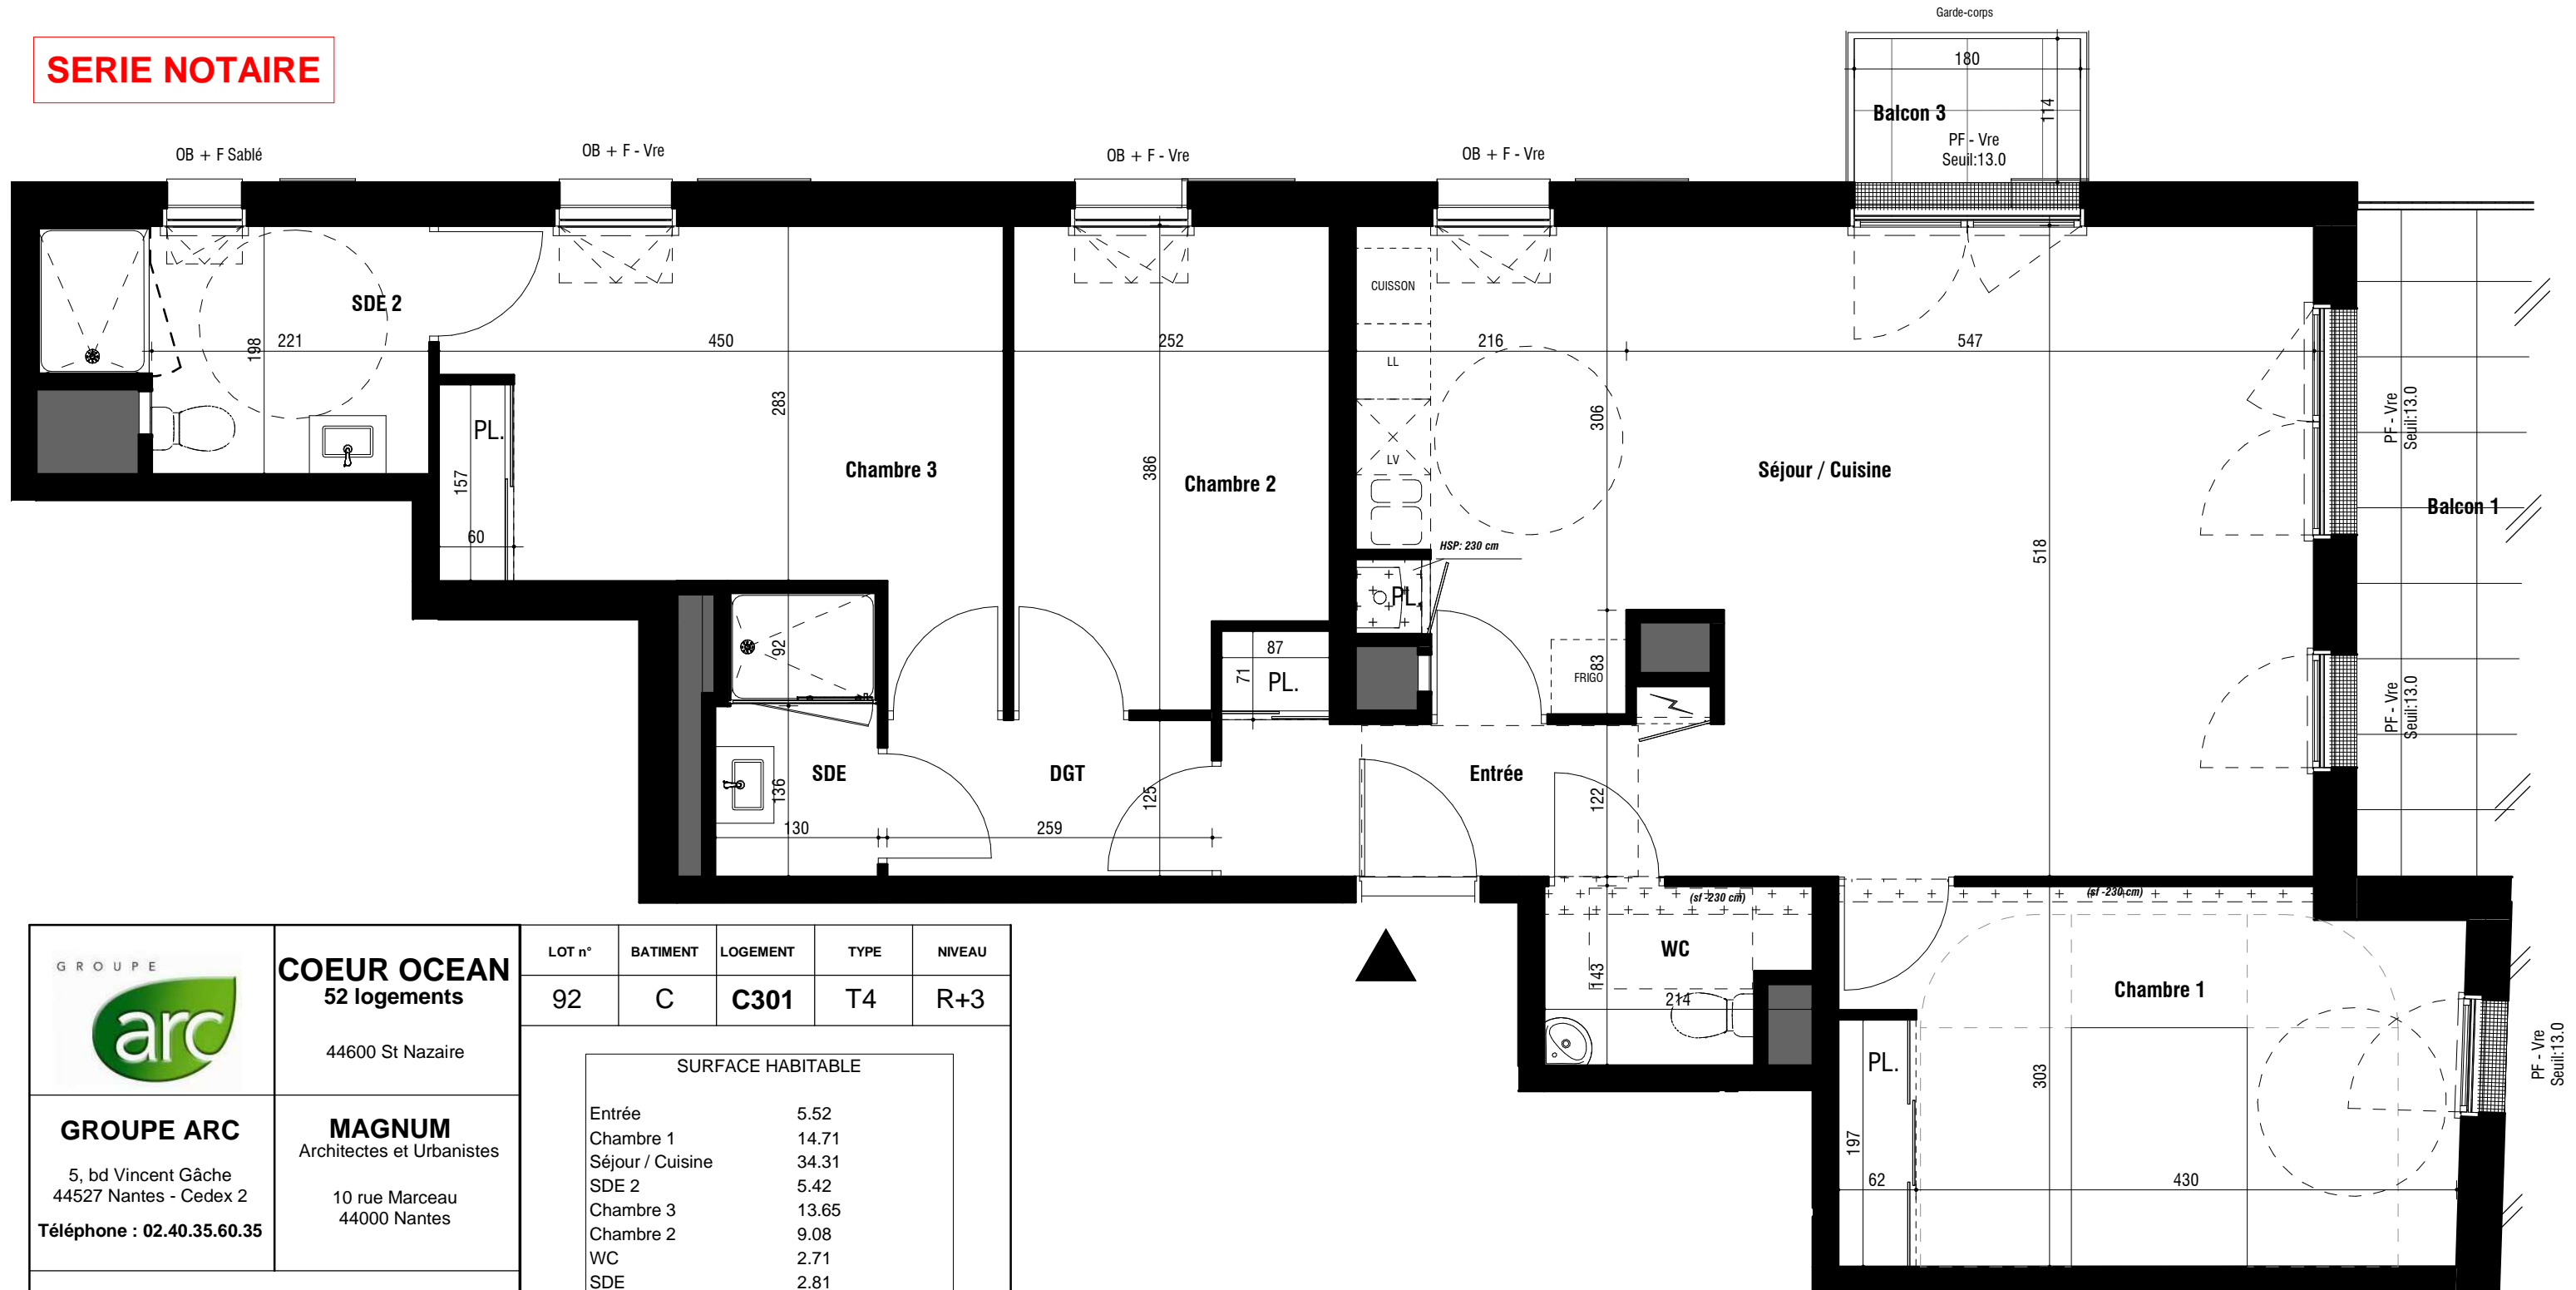 Garde-corps
SERIE NOTAIRE
180
Balcon 3
114
PF - Vre
Seuil:13.0
OB + F Sablé
OB + F - Vre
OB + F - Vre
OB + F - Vre
SDE 2
221
198
450
252
216
547
CUISSON
LL
LV
283
386
306
518
PL.
157
60
Chambre 3
Chambre 2
Séjour / Cuisine
PF - Vre
Seuil:13.0
Balcon 1
HSP: 230 cm
PL.
92
87
71
PL.
83
FRIGO
PF - Vre
Seuil:13.0
SDE
136
130
DGT
259
125
Entrée
122
(sf -230 cm)
(sf -230 cm)
WC
143
214
Chambre 1
PL.
303
197
62
430
PF - Vre
Seuil:13.0
GROUPE
arc
COEUR OCEAN
52 logements
44600 St Nazaire
LOT n° BATIMENT LOGEMENT TYPE NIVEAU
92 C C301 T4 R+3
GROUPE ARC
5, bd Vincent Gâche
44527 Nantes - Cedex 2
Téléphone : 02.40.35.60.35
MAGNUM
Architectes et Urbanistes
10 rue Marceau
44000 Nantes
SURFACE HABITABLE
Entrée 5.52
Chambre 1 14.71
Séjour / Cuisine 34.31
SDE 2 5.42
Chambre 3 13.65
Chambre 2 9.08
WC 2.71
SDE 2.81